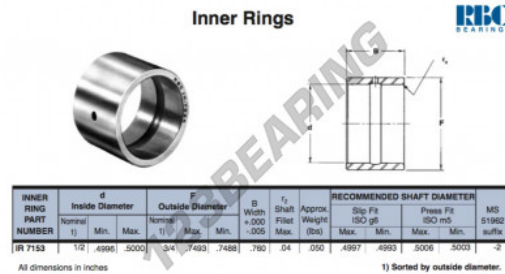 Inner Rings
RBC
BEARINGS
B
d
F
123BEARING
INNER RING PART NUMBER
d Inside Diameter
Nominal 1) Min. Max.
F Outside Diameter
Nominal 1) Max. Min.
B Width +.000 -.005
Shaft Fillet Max.
Approx. Weight (lbs)
RECOMMENDED SHAFT DIAMETER
Slip Fit ISO g6
Max. Min.
Press Fit ISO m5
Max. Min.
MS 51962 suffix
IR 7153 1/2 .4996 .5000 3/4 .7493 .7488 .760 .04 .050 .4997 .4993 .5006 .5003 -2
All dimensions in inches
1) Sorted by outside diameter.